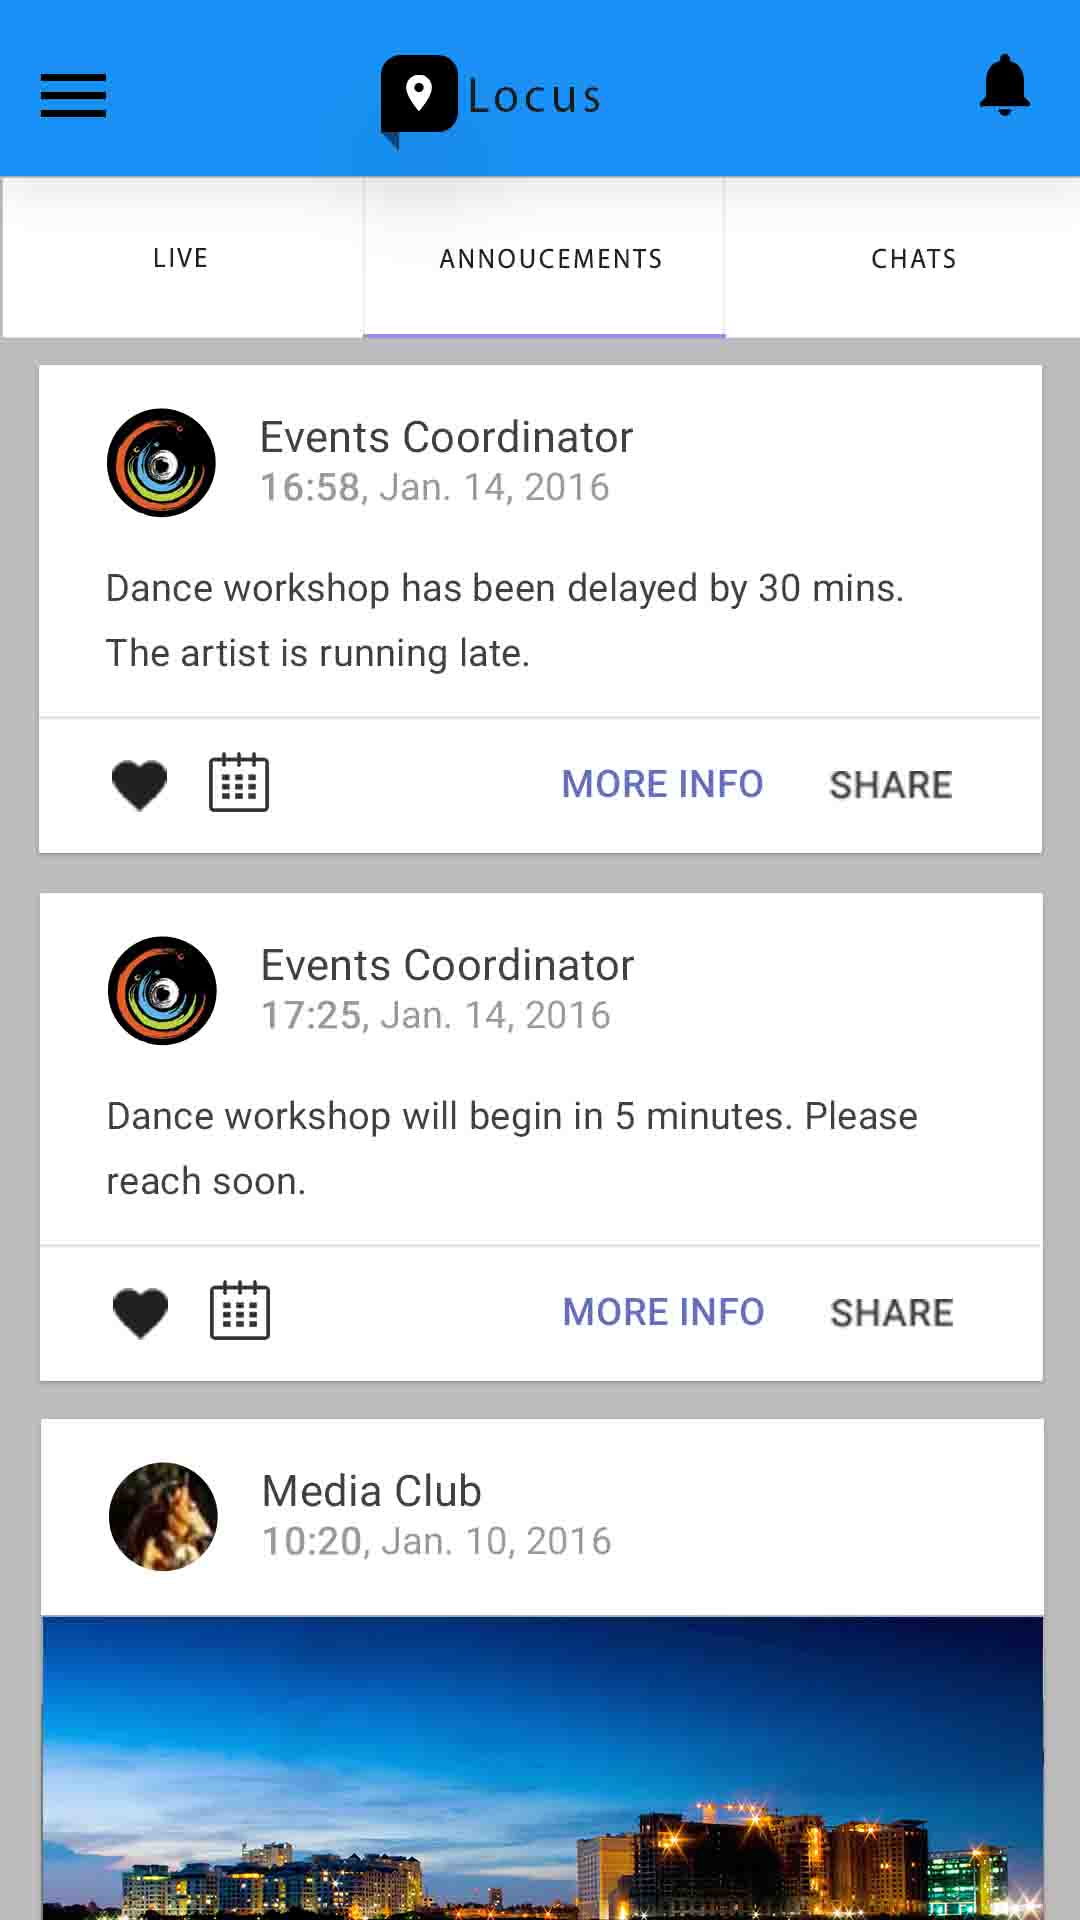 Locus
LIVE
ANNOUCEMENTS
CHATS
Events Coordinator
16:58, Jan. 14, 2016
Dance workshop has been delayed by 30 mins.
The artist is running late.
MORE INFO
SHARE
Events Coordinator
17:25, Jan. 14, 2016
Dance workshop will begin in 5 minutes. Please
reach soon.
MORE INFO
SHARE
Media Club
10:20, Jan. 10, 2016